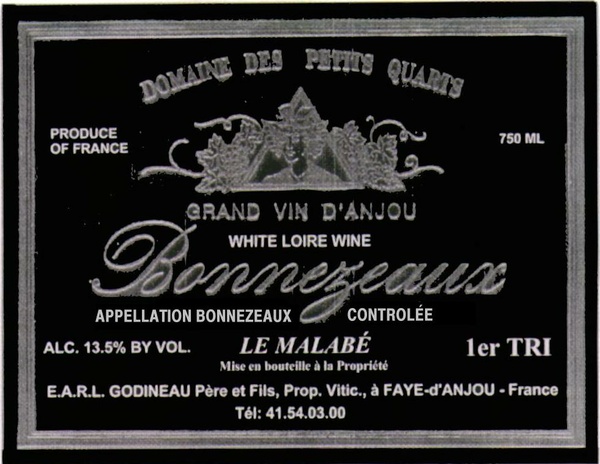 DOMAINE DES PETITS QUARTS
PRODUCE
OF FRANCE
750 ML
GRAND VIN D'ANJOU
WHITE LOIRE WINE
Bonnezeaux
APPELLATION BONNEZEAUX CONTROLÉE
ALC. 13.5% BY VOL. LE MALABÉ 1er TRI
Mise en bouteille à la Propriété
E.A.R.L. GODINEAU Père et Fils, Prop. Vitic., à FAYE-d'ANJOU - France
Tél: 41.54.03.00